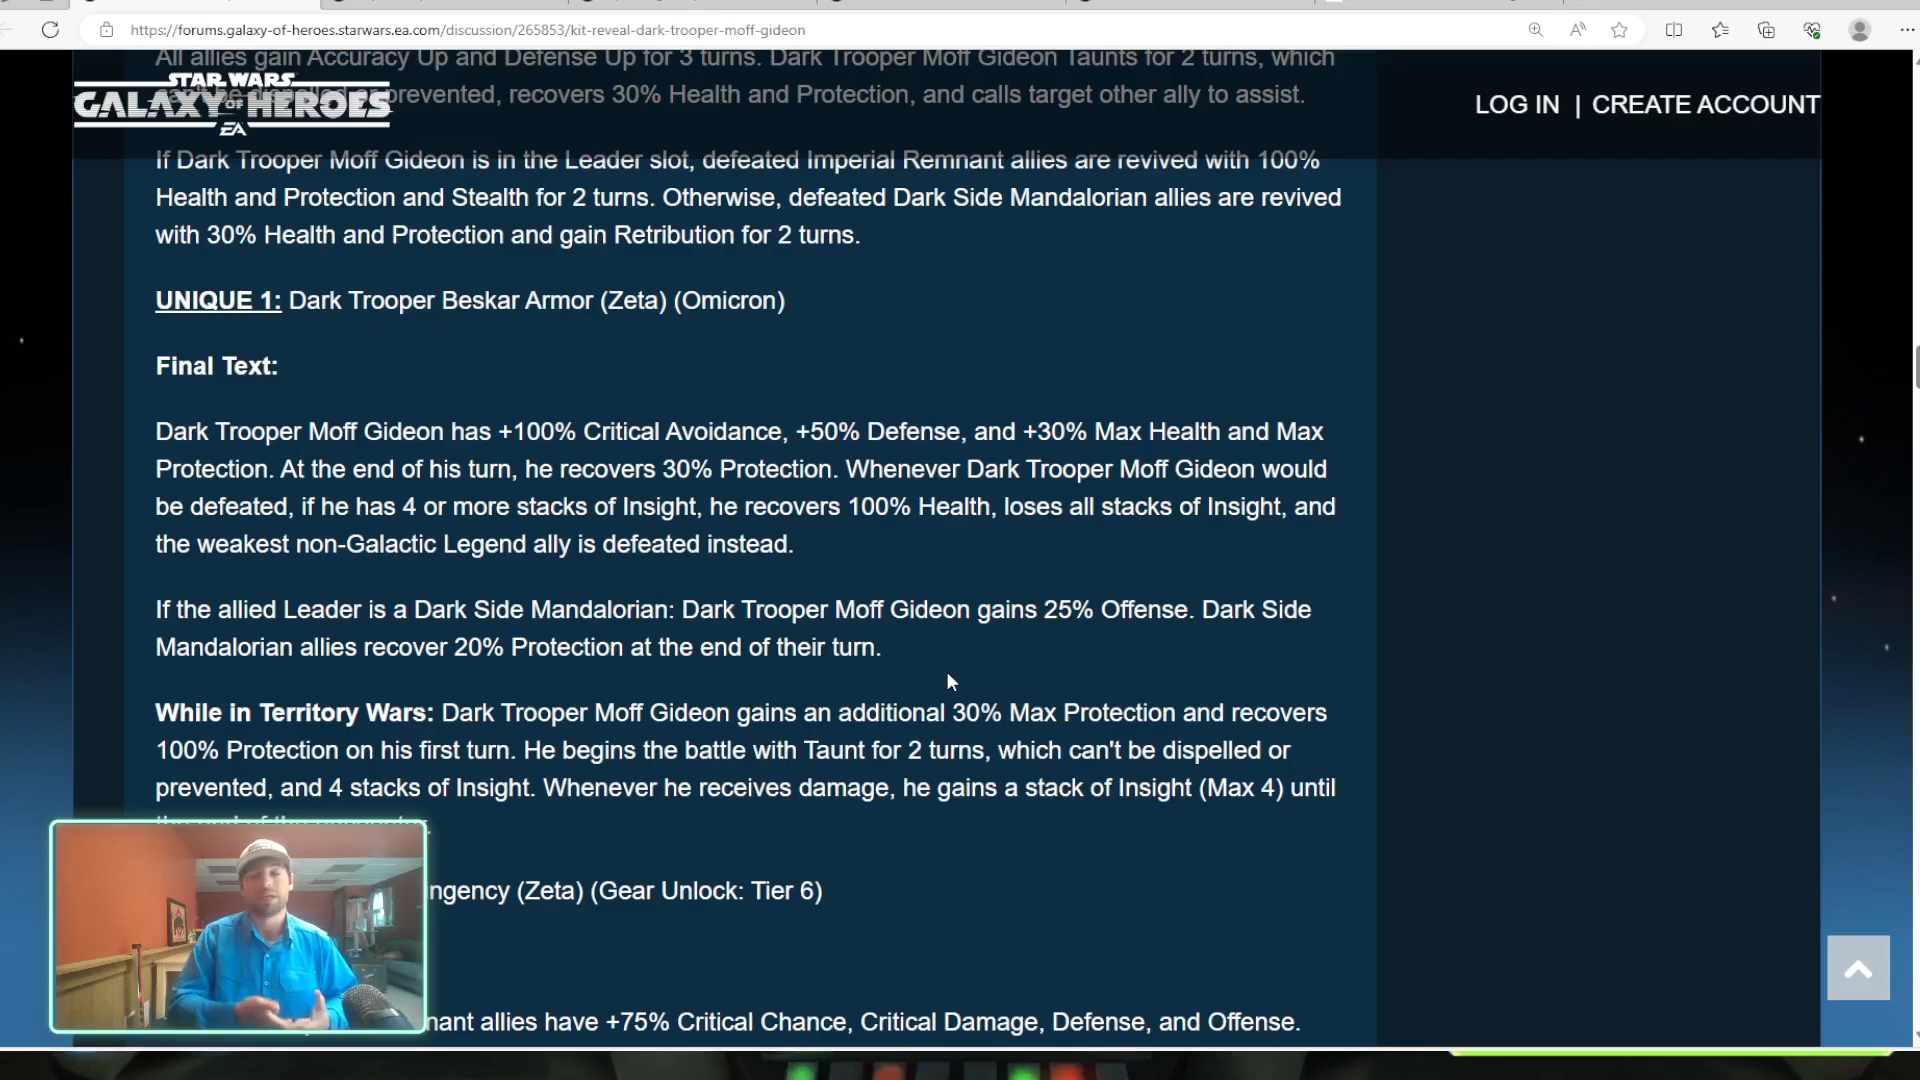 https://forums.galaxy-of-heroes.starwars.ea.com/discussion/265853/kit-reveal-dark-trooper-moff-gideon
All allies gain Accuracy Up and Defense Up for 3 turns. Dark Trooper Moff Gideon Taunts for 2 turns, which
prevented, recovers 30% Health and Protection, and calls target other ally to assist.
STAR WARS
GALAXY OF HEROES
EA
LOG IN | CREATE ACCOUNT
If Dark Trooper Moff Gideon is in the Leader slot, defeated Imperial Remnant allies are revived with 100%
Health and Protection and Stealth for 2 turns. Otherwise, defeated Dark Side Mandalorian allies are revived
with 30% Health and Protection and gain Retribution for 2 turns.
UNIQUE 1: Dark Trooper Beskar Armor (Zeta) (Omicron)
Final Text:
Dark Trooper Moff Gideon has +100% Critical Avoidance, +50% Defense, and +30% Max Health and Max
Protection. At the end of his turn, he recovers 30% Protection. Whenever Dark Trooper Moff Gideon would
be defeated, if he has 4 or more stacks of Insight, he recovers 100% Health, loses all stacks of Insight, and
the weakest non-Galactic Legend ally is defeated instead.
If the allied Leader is a Dark Side Mandalorian: Dark Trooper Moff Gideon gains 25% Offense. Dark Side
Mandalorian allies recover 20% Protection at the end of their turn.
While in Territory Wars: Dark Trooper Moff Gideon gains an additional 30% Max Protection and recovers
100% Protection on his first turn. He begins the battle with Taunt for 2 turns, which can't be dispelled or
prevented, and 4 stacks of Insight. Whenever he receives damage, he gains a stack of Insight (Max 4) until
ngency (Zeta) (Gear Unlock: Tier 6)
nant allies have +75% Critical Chance, Critical Damage, Defense, and Offense.